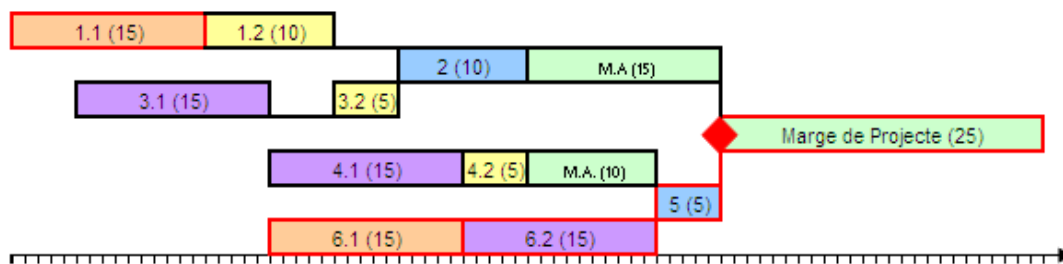 1.1 (15) 1.2 (10)
2 (10) M.A (15)
3.1 (15) 3.2 (5)
Marge de Projecte (25)
4.1 (15) 4.2 (5) M.A. (10)
5 (5)
6.1 (15) 6.2 (15)